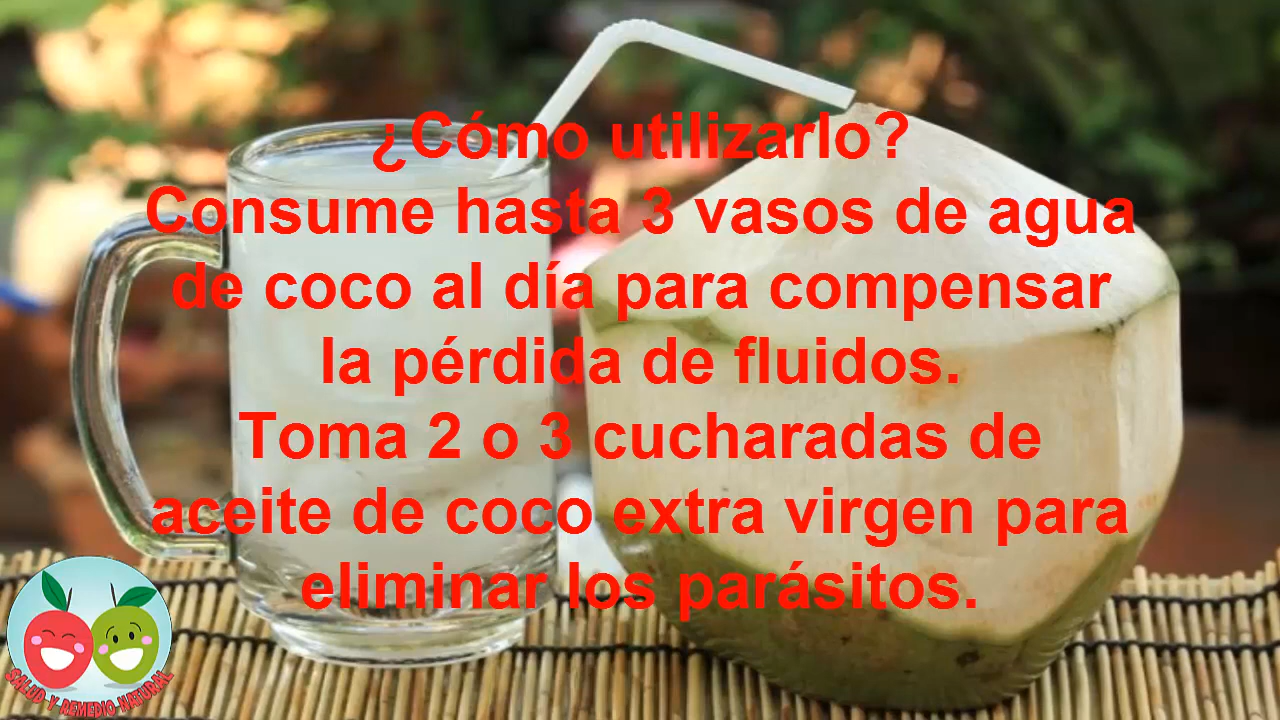 ¿Cómo utilizarlo?
Consume hasta 3 vasos de agua
de coco al día para compensar
la pérdida de fluidos.
Toma 2 o 3 cucharadas de
aceite de coco extra virgen para
eliminar los parásitos.
SALUD Y REMEDIO NATURAL